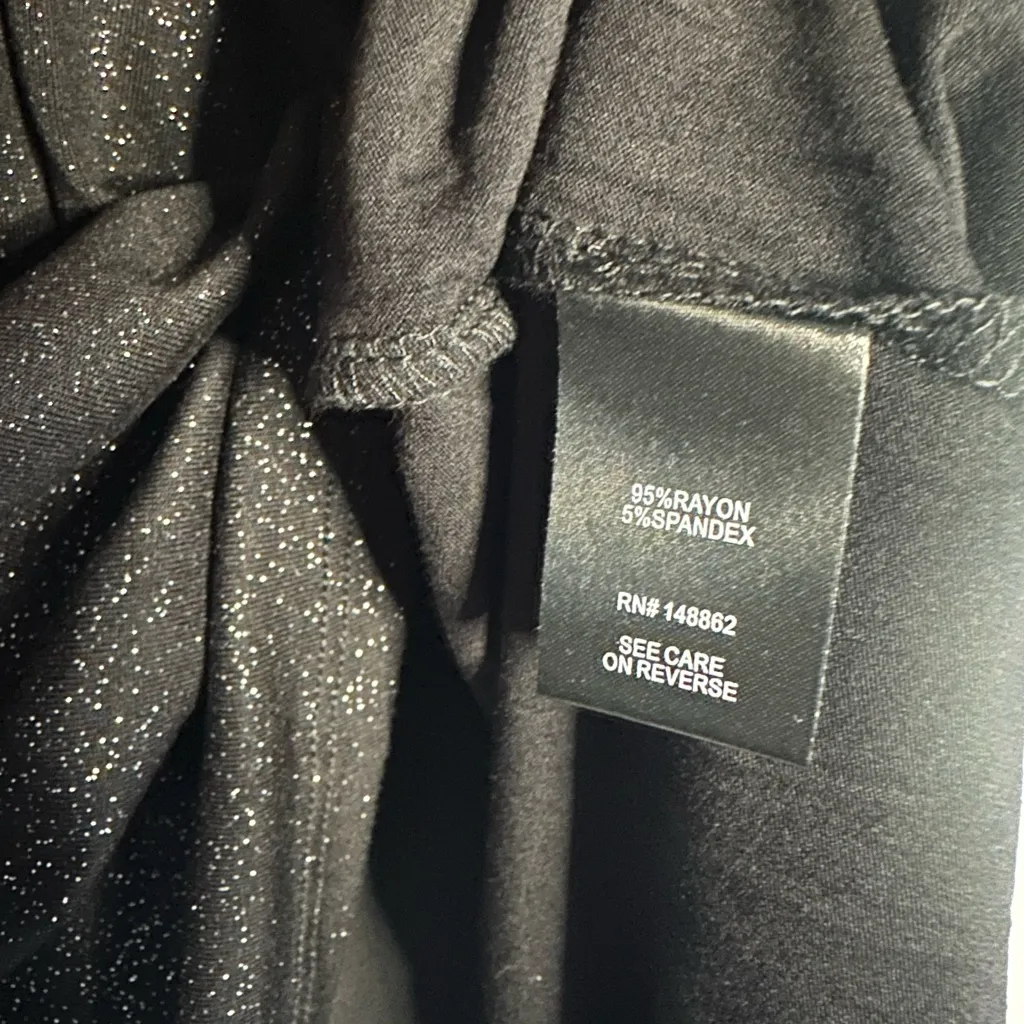 95%RAYON
5%SPANDEX
RN# 148862
SEE CARE
ON REVERSE